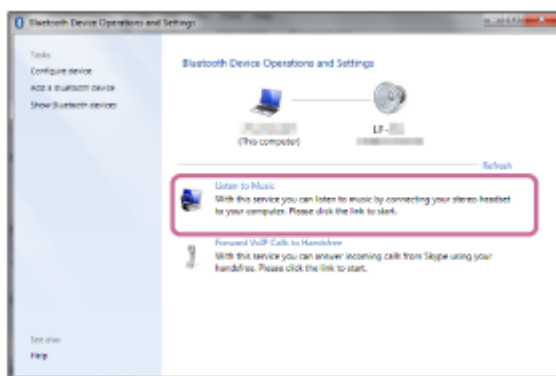 Bluetooth Device Operations and Settings
Tasks
Configure device
Add a Bluetooth device
Show Bluetooth devices
Bluetooth Device Operations and Settings
(This computer)
LF-
Refresh
Listen to Music
With this service you can listen to music by connecting your stereo headset
to your computer. Please click the link to start.
Forward VoIP Calls to Handsfree
With this service you can answer incoming calls from Skype using your
handsfree. Please click the link to start.
See also
Help